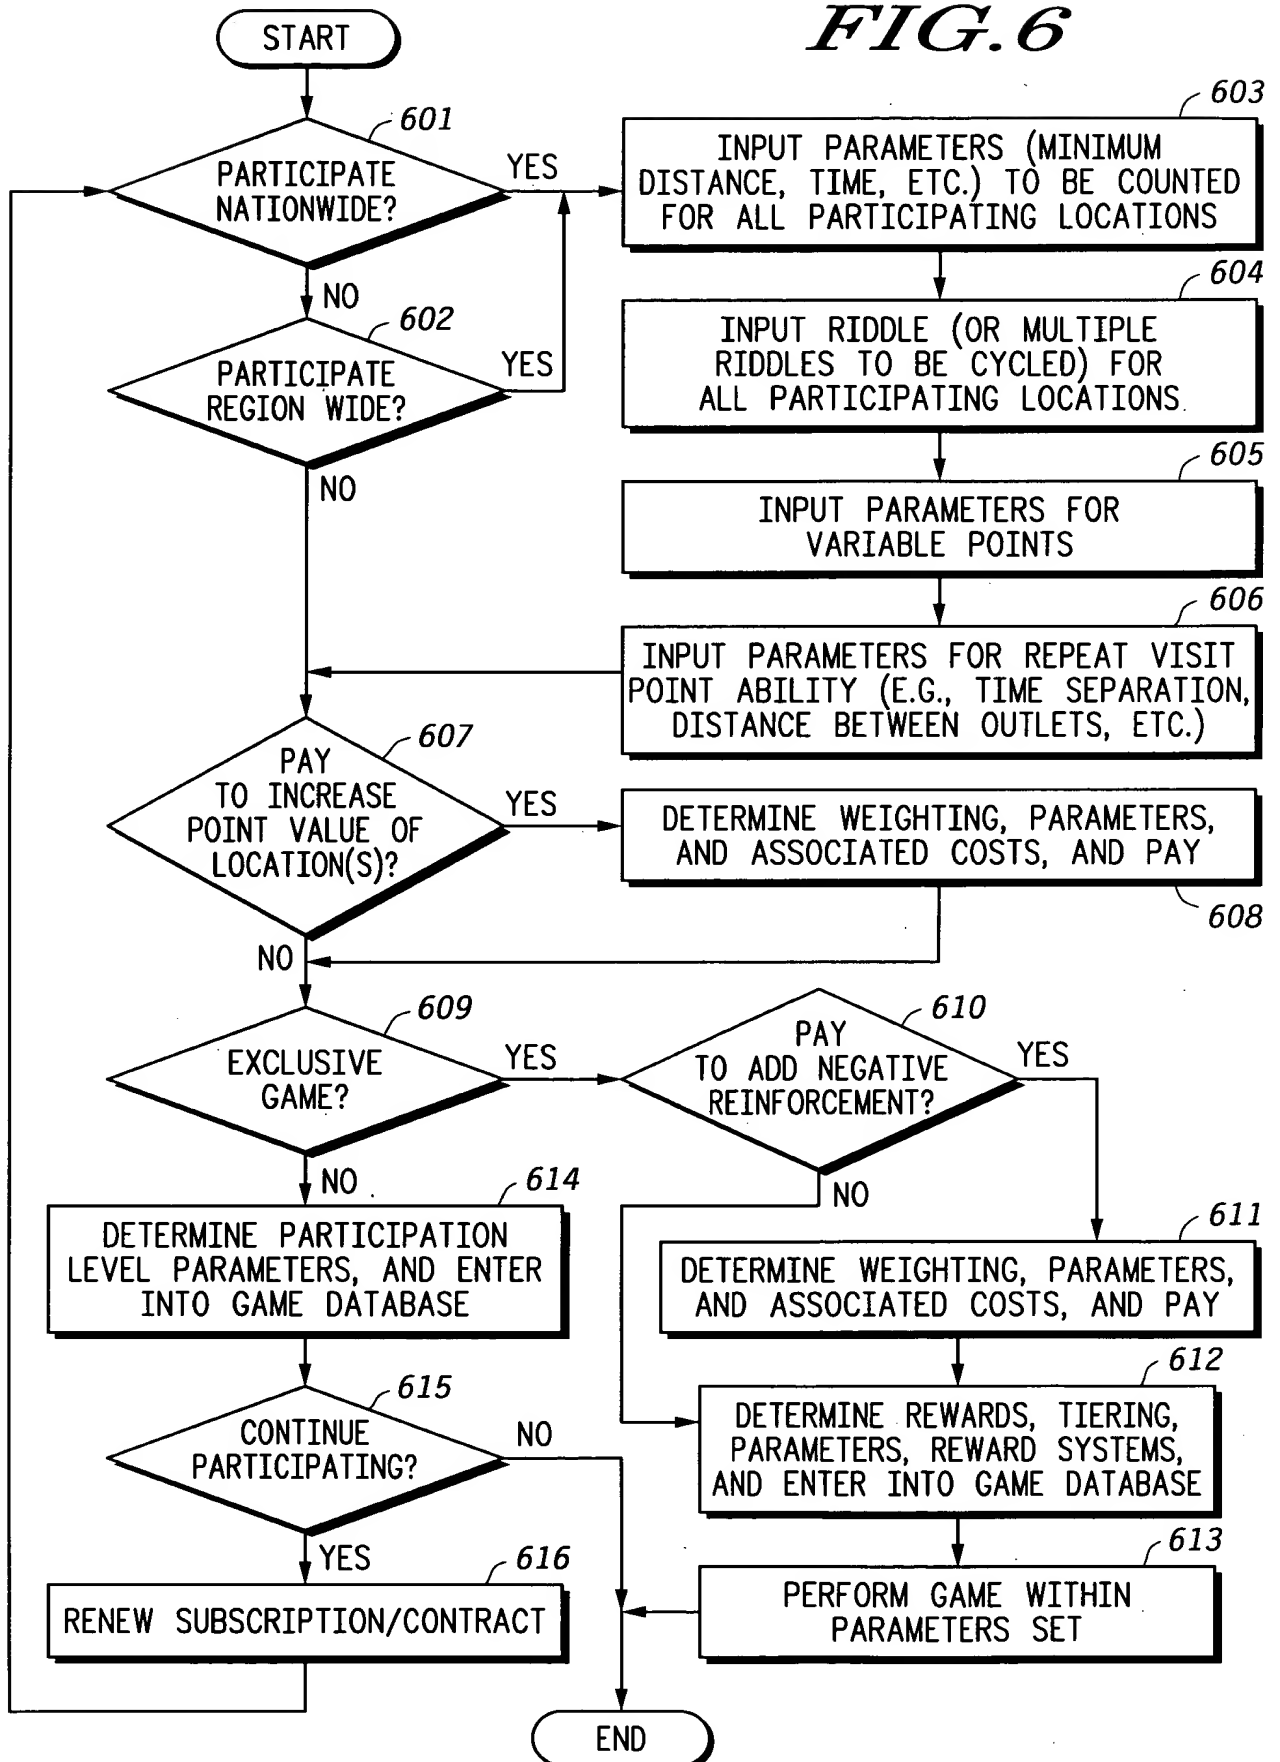 FIG.6
START
601
PARTICIPATE
NATIONWIDE?
YES
NO
602
PARTICIPATE
REGION WIDE?
YES
NO
603
INPUT PARAMETERS (MINIMUM
DISTANCE, TIME, ETC.) TO BE COUNTED
FOR ALL PARTICIPATING LOCATIONS
604
INPUT RIDDLE (OR MULTIPLE
RIDDLES TO BE CYCLED) FOR
ALL PARTICIPATING LOCATIONS
605
INPUT PARAMETERS FOR
VARIABLE POINTS
606
INPUT PARAMETERS FOR REPEAT VISIT
POINT ABILITY (E.G., TIME SEPARATION,
DISTANCE BETWEEN OUTLETS, ETC.)
607
PAY
TO INCREASE
POINT VALUE OF
LOCATION(S)?
YES
NO
DETERMINE WEIGHTING, PARAMETERS,
AND ASSOCIATED COSTS, AND PAY
608
609
EXCLUSIVE
GAME?
YES
NO
610
PAY
TO ADD NEGATIVE
REINFORCEMENT?
YES
NO
611
DETERMINE WEIGHTING, PARAMETERS,
AND ASSOCIATED COSTS, AND PAY
612
DETERMINE REWARDS, TIERING,
PARAMETERS, REWARD SYSTEMS,
AND ENTER INTO GAME DATABASE
613
PERFORM GAME WITHIN
PARAMETERS SET
614
DETERMINE PARTICIPATION
LEVEL PARAMETERS, AND ENTER
INTO GAME DATABASE
615
CONTINUE
PARTICIPATING?
NO
YES
616
RENEW SUBSCRIPTION/CONTRACT
END